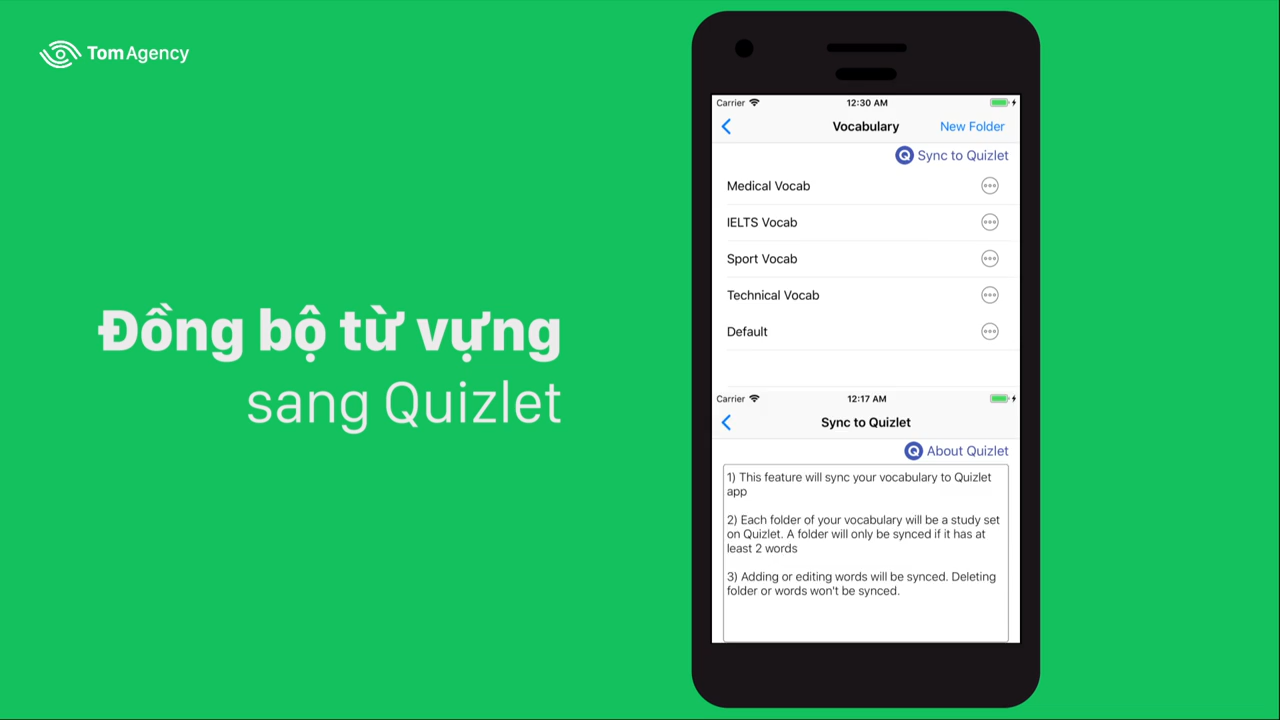 Tom Agency
Đồng bộ từ vựng
sang Quizlet
Carrier 12:30 AM
Vocabulary New Folder
Q Sync to Quizlet
Medical Vocab
IELTS Vocab
Sport Vocab
Technical Vocab
Default
Carrier 12:17 AM
Sync to Quizlet
Q About Quizlet
1) This feature will sync your vocabulary to Quizlet
app
2) Each folder of your vocabulary will be a study set
on Quizlet. A folder will only be synced if it has at
least 2 words
3) Adding or editing words will be synced. Deleting
folder or words won't be synced.